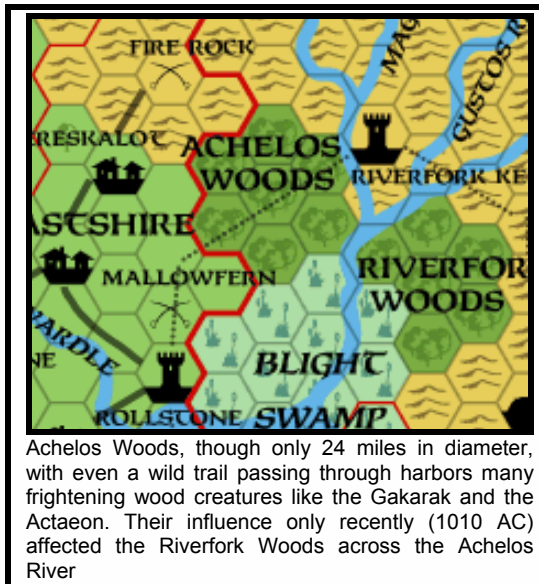 FIRE ROCK
MAG
GUSTOS R
ERESKALOT
ACHELOS
WOODS
RIVERFORK KE
ASTSHIRE
MALLOWFERN
RIVERFOR
WOODS
WARDLE
NE
BLIGHT
SWAMP
ROLLSTONE
Achelos Woods, though only 24 miles in diameter,
with even a wild trail passing through harbors many
frightening wood creatures like the Gakarak and the
Actaeon. Their influence only recently (1010 AC)
affected the Riverfork Woods across the Achelos
River